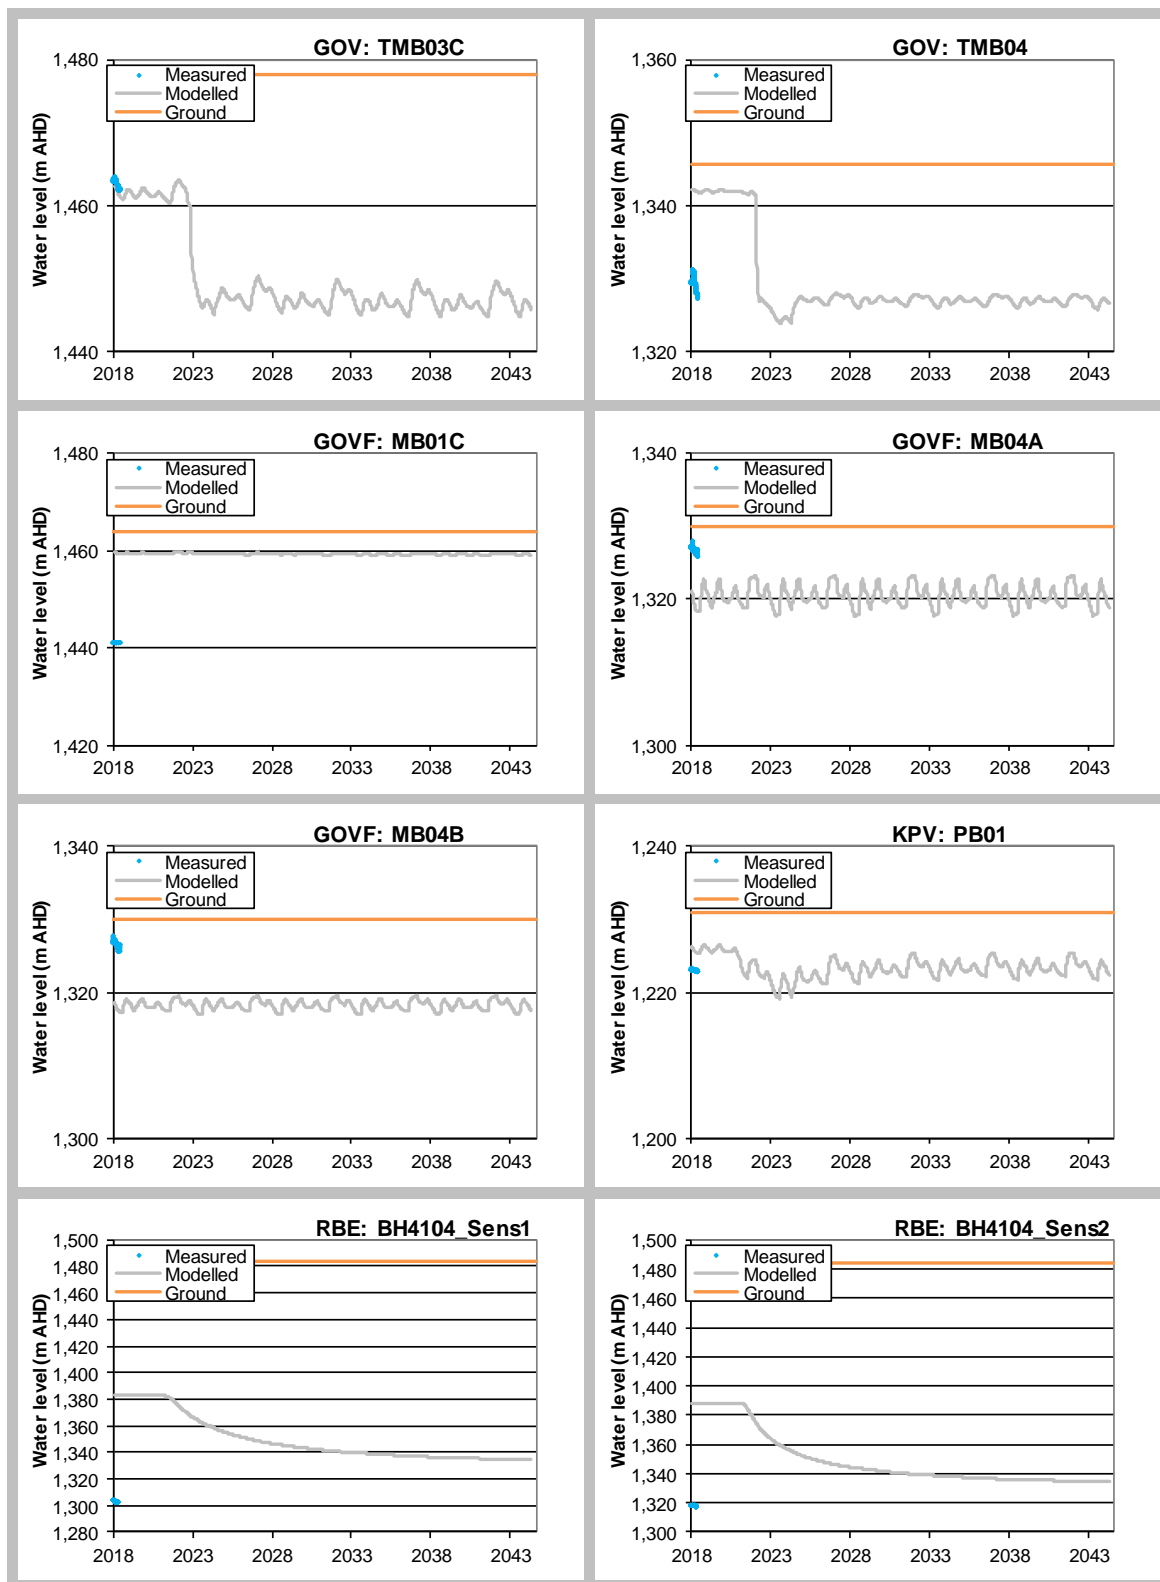 GOV: TMB03C
1,480
1,460
1,440
Water level (m AHD)
Measured
Modelled
Ground
2018 2023 2028 2033 2038 2043
GOV: TMB04
1,360
1,340
1,320
Water level (m AHD)
Measured
Modelled
Ground
2018 2023 2028 2033 2038 2043
GOVF: MB01C
1,480
1,460
1,440
1,420
Water level (m AHD)
Measured
Modelled
Ground
2018 2023 2028 2033 2038 2043
GOVF: MB04A
1,340
1,320
1,300
Water level (m AHD)
Measured
Modelled
Ground
2018 2023 2028 2033 2038 2043
GOVF: MB04B
1,340
1,320
1,300
Water level (m AHD)
Measured
Modelled
Ground
2018 2023 2028 2033 2038 2043
KPV: PB01
1,240
1,220
1,200
Water level (m AHD)
Measured
Modelled
Ground
2018 2023 2028 2033 2038 2043
RBE: BH4104_Sens1
1,500
1,480
1,460
1,440
1,420
1,400
1,380
1,360
1,340
1,320
1,300
1,280
Water level (m AHD)
Measured
Modelled
Ground
2018 2023 2028 2033 2038 2043
RBE: BH4104_Sens2
1,500
1,480
1,460
1,440
1,420
1,400
1,380
1,360
1,340
1,320
1,300
Water level (m AHD)
Measured
Modelled
Ground
2018 2023 2028 2033 2038 2043